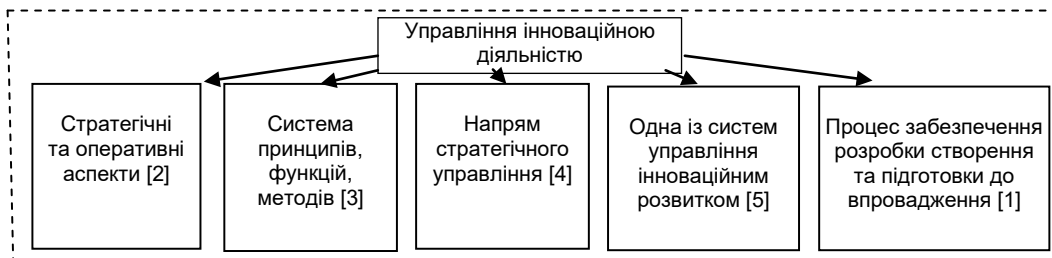 Управління інноваційною
діяльністю
Стратегічні
та оперативні
аспекти [2]
Система
принципів,
функцій,
методів [3]
Напрям
стратегічного
управління [4]
Одна із систем
управління
інноваційним
розвитком [5]
Процес забезпечення
розробки створення
та підготовки до
впровадження [1]